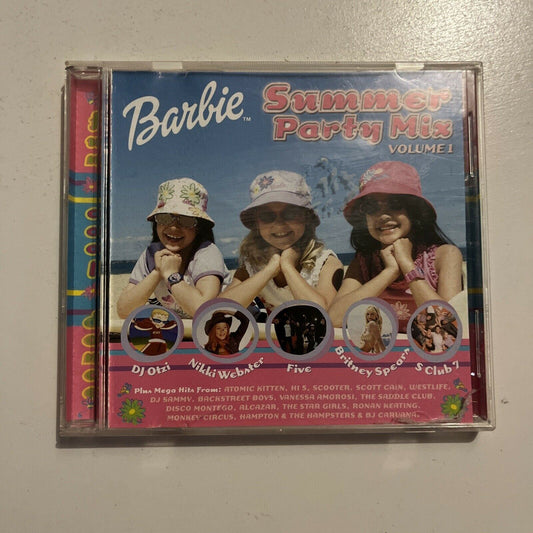 Barbie™
Summer
Party Mix
VOLUME 1
DJ Otzi
Nikki Webster
Five
Britney Spears
S Club 7
Plus Mega Hits From: ATOMIC KITTEN, HI 5, SCOOTER, SCOTT CAIN, WESTLIFE,
DJ SAMMY, BACKSTREET BOYS, VANESSA AMOROSI, THE SADDLE CLUB,
DISCO MONTEGO, ALCAZAR, THE STAR GIRLS, RONAN KEATING,
MONKEY CIRCUS, HAMPTON & THE HAMPSTERS & BJ CARUANA.